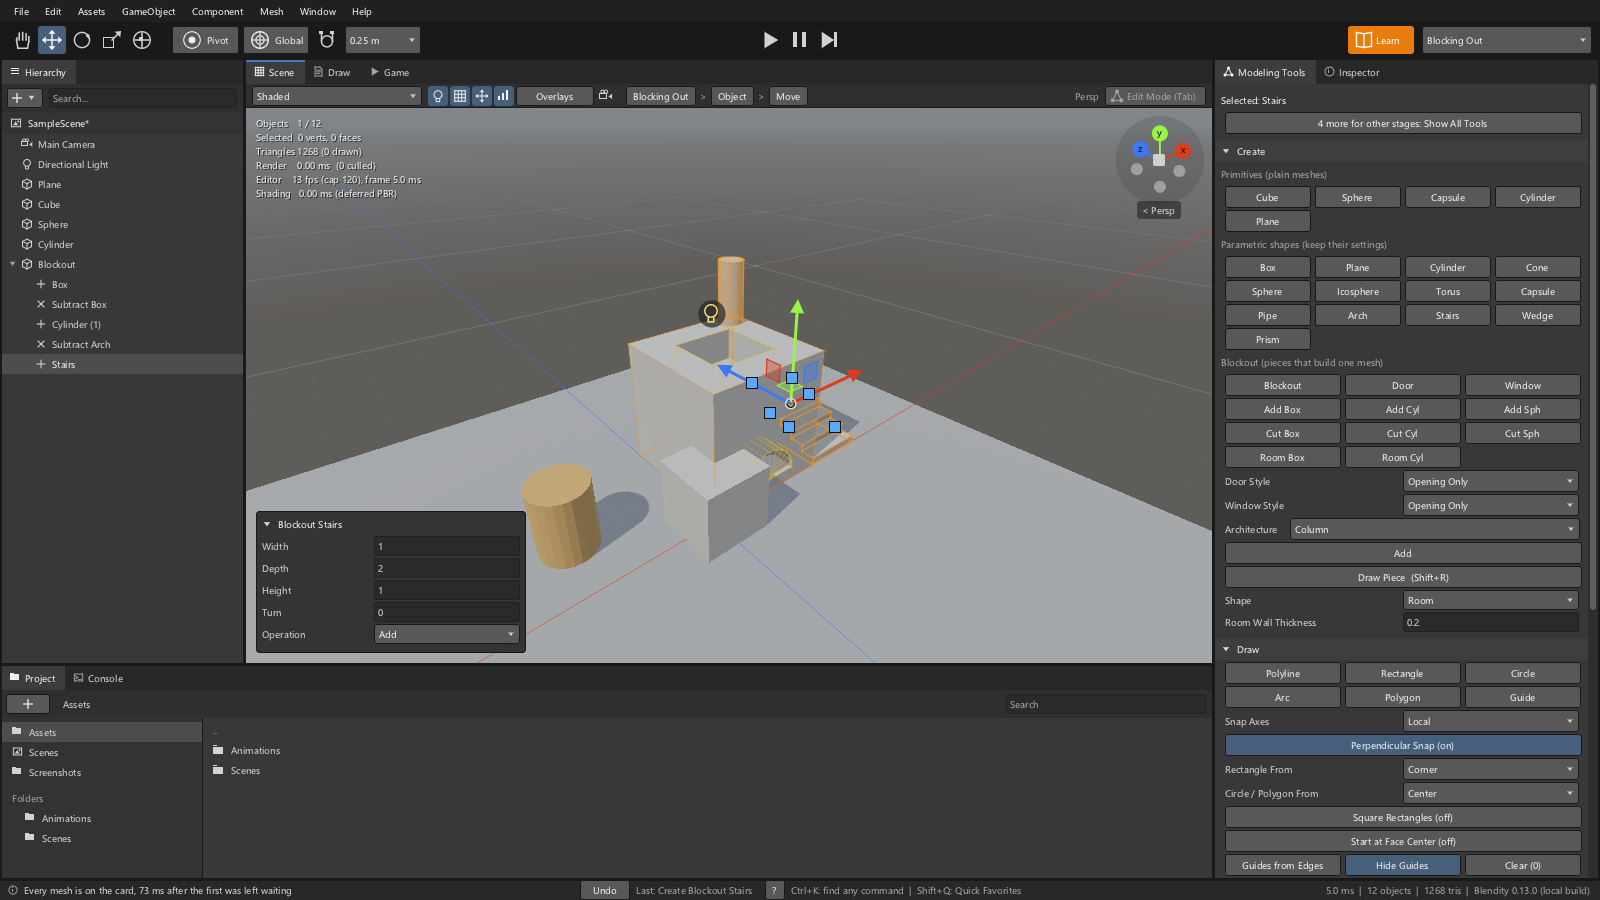 File Edit Assets GameObject Component Mesh Window Help
Pivot Global 0.25 m Learn Blocking Out
Hierarchy
Search...
SampleScene*
Main Camera
Directional Light
Plane
Cube
Sphere
Cylinder
Blockout
Box
Subtract Box
Cylinder (1)
Subtract Arch
Stairs
Scene Draw Game
Shaded Overlays Blocking Out > Object > Move Persp Edit Mode (Tab)
Objects 1 / 12
Selected 0 verts, 0 faces
Triangles 1268 (0 drawn)
Render 0.00 ms (0 culled)
Editor 13 fps (cap 120), frame 5.0 ms
Shading 0.00 ms (deferred PBR)
y
z x
< Persp
Blockout Stairs
Width 1
Depth 2
Height 1
Turn 0
Operation Add
Modeling Tools Inspector
Selected: Stairs
4 more for other stages: Show All Tools
Create
Primitives (plain meshes)
Cube Sphere Capsule Cylinder
Plane
Parametric shapes (keep their settings)
Box Plane Cylinder Cone
Sphere Icosphere Torus Capsule
Pipe Arch Stairs Wedge
Prism
Blockout (pieces that build one mesh)
Blockout Door Window
Add Box Add Cyl Add Sph
Cut Box Cut Cyl Cut Sph
Room Box Room Cyl
Door Style Opening Only
Window Style Opening Only
Architecture Column
Add
Draw Piece (Shift+R)
Shape Room
Room Wall Thickness 0.2
Draw
Polyline Rectangle Circle
Arc Polygon Guide
Snap Axes Local
Perpendicular Snap (on)
Rectangle From Corner
Circle / Polygon From Center
Square Rectangles (off)
Start at Face Center (off)
Guides from Edges Hide Guides Clear (0)
Project Console
+ Assets Search
Assets
Scenes
Screenshots
Folders
Animations
Scenes
..
Animations
Scenes
Every mesh is on the card, 73 ms after the first was left waiting Undo Last: Create Blockout Stairs ? Ctrl+K: find any command | Shift+Q: Quick Favorites 5.0 ms | 12 objects | 1268 tris | Blendity 0.13.0 (local build)